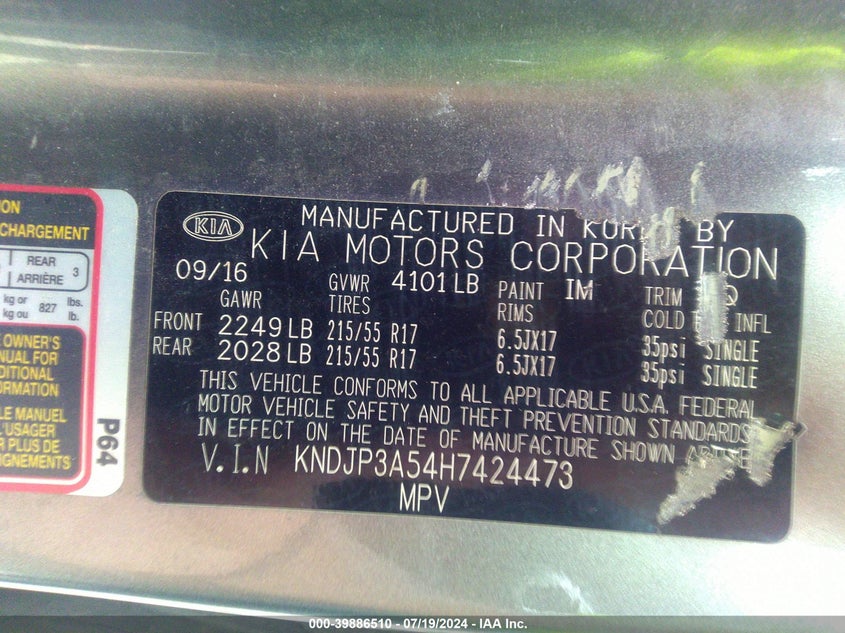 ION
CHARGEMENT
REAR
ARRIÈRE 3
kg or
kg ou 827 lbs.
lb.
OWNER'S
ANUAL FOR
DITIONAL
ORMATION
LE MANUEL
L'USAGER
R PLUS DE
SEIGNEMENTS
P64
KIA
MANUFACTURED IN BY
KIA MOTORS CORPORATION
09/16 GVWR 4101 LB PAINT IM TRIM
GAWR TIRES RIMS COLD INFL
FRONT 2249 LB 215/55 R17 6.5JX17 35psi SINGLE
REAR 2028 LB 215/55 R17 6.5JX17 35psi SINGLE
THIS VEHICLE CONFORMS TO ALL APPLICABLE U.S.A. FEDERAL
MOTOR VEHICLE SAFETY AND THEFT PREVENTION STANDARDS
IN EFFECT ON THE DATE OF MANUFACTURE SHOWN
V.I.N KNDJP3A54H7424473
MPV
000-39886510 - 07/19/2024 - IAA Inc.